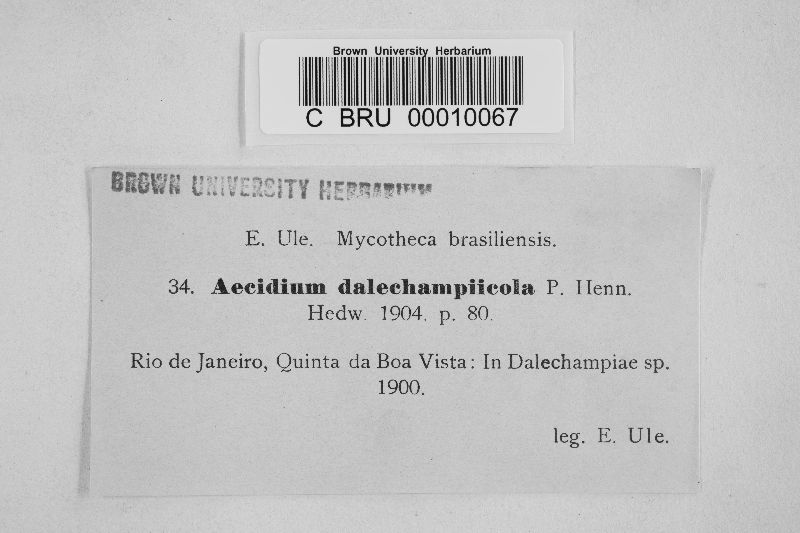 Brown University Herbarium
C BRU 00010067
BROWN UNIVERSITY HERBARIUM
E. Ule. Mycotheca brasiliensis.
34. Aecidium dalechampiicola P. Henn.
Hedw. 1904. p. 80.
Rio de Janeiro, Quinta da Boa Vista: In Dalechampiae sp.
1900.
leg. E. Ule.